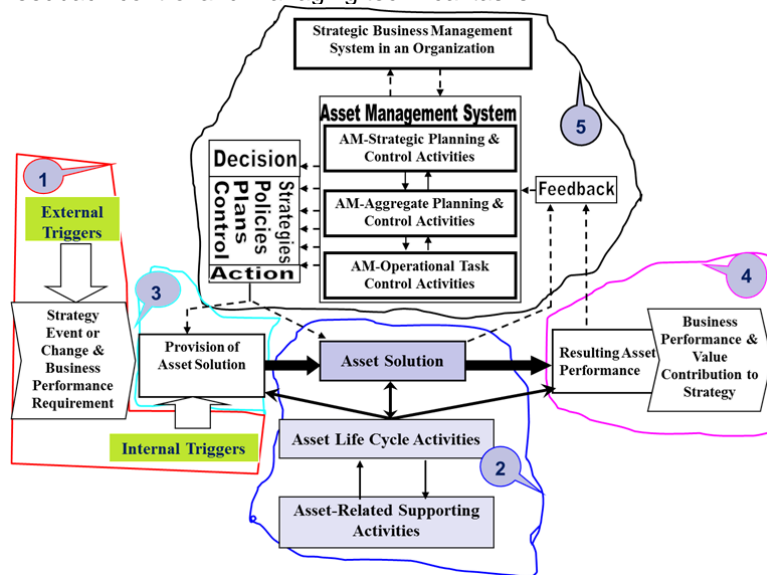 Strategic Business Management
System in an Organization
5
Asset Management System
AM-Strategic Planning &
Control Activities
AM-Aggregate Planning &
Control Activities
AM-Operational Task
Control Activities
Decision
Strategies
Policies
Plans
Control
Action
Feedback
1
External
Triggers
Strategy
Event or
Change &
Business
Performance
Requirement
3
Provision of
Asset Solution
Internal Triggers
Asset Solution
Asset Life Cycle Activities
Asset-Related Supporting
Activities
2
4
Resulting Asset
Performance
Business
Performance &
Value
Contribution to
Strategy